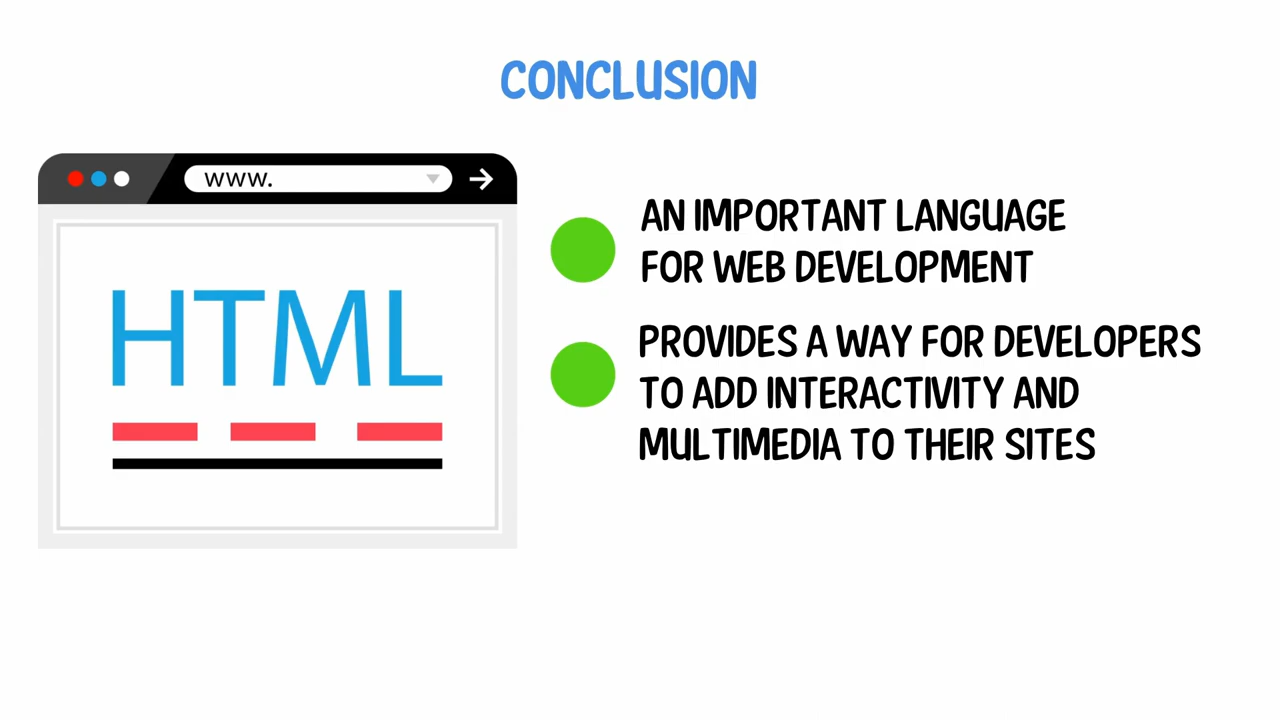 CONCLUSION
www.
HTML
AN IMPORTANT LANGUAGE
FOR WEB DEVELOPMENT
PROVIDES A WAY FOR DEVELOPERS
TO ADD INTERACTIVITY AND
MULTIMEDIA TO THEIR SITES